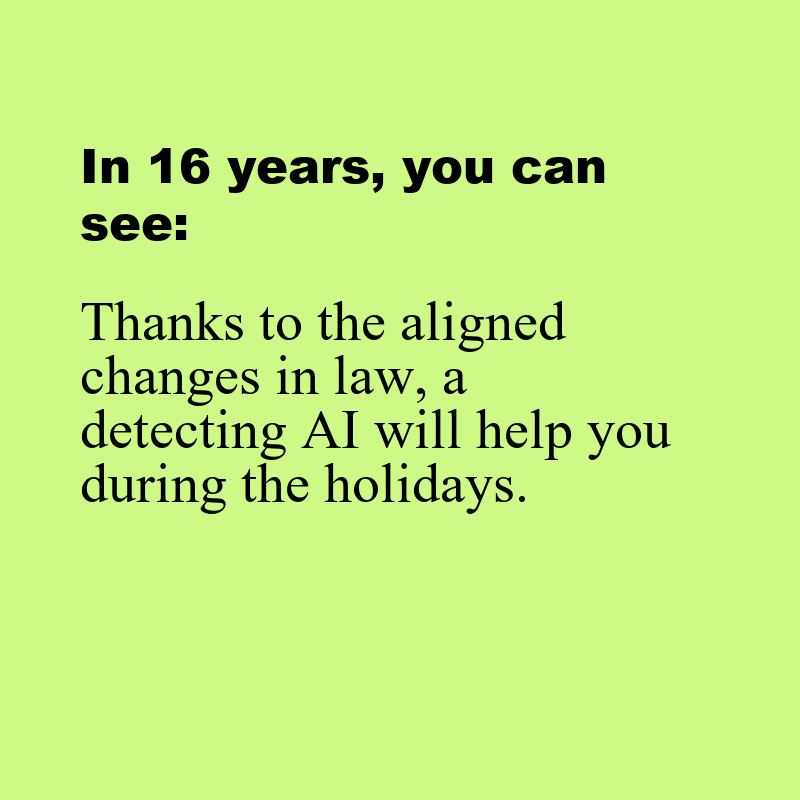 In 16 years, you can
see:
Thanks to the aligned
changes in law, a
detecting AI will help you
during the holidays.